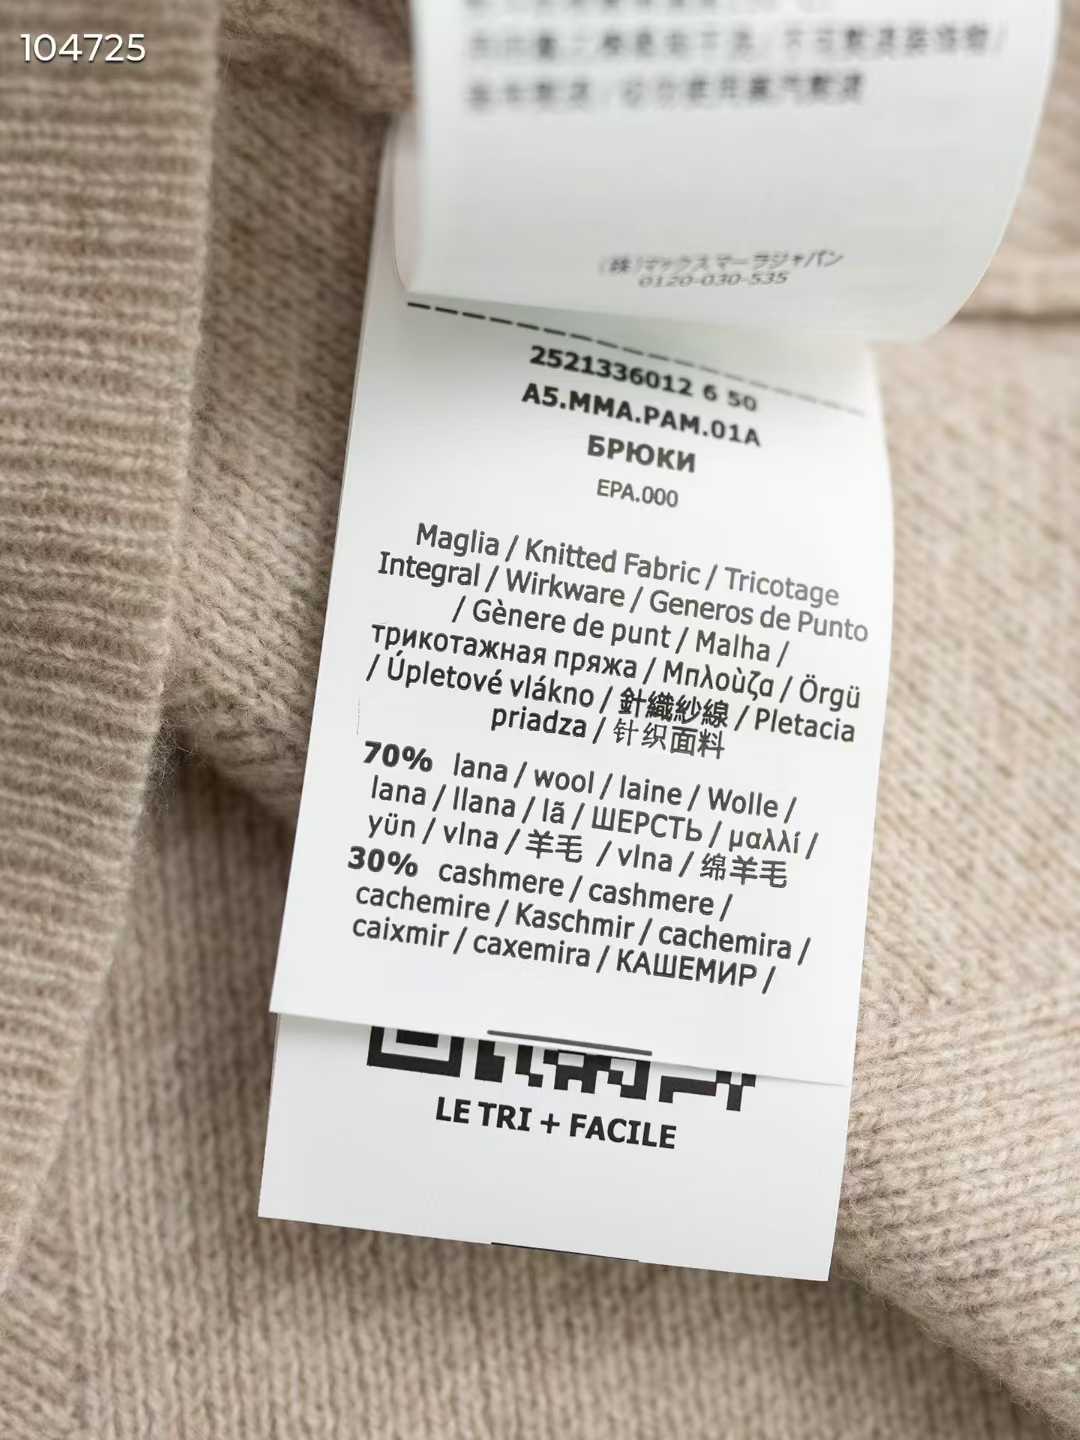 104725
(株)マックスマーラジャパン
0120-030-535
2521336012 6 50
A5.MMA.PAM.01A
БРЮКИ
EPA.000
Maglia / Knitted Fabric / Tricotage
Integral / Wirkware / Generos de Punto
/ Gènere de punt / Malha /
трикотажная пряжа / Μπλούζα / Örgü
/ Úpletové vlákno / 針織紗線 / Pletacia
priadza / 针织面料
70% lana / wool / laine / Wolle /
lana / llana / lã / ШЕРСТЬ / μαλλί /
yün / vlna / 羊毛 / vlna / 绵羊毛
30% cashmere / cashmere /
cachemire / Kaschmir / cachemira /
caixmir / caxemira / КАШЕМИР /
LE TRI + FACILE